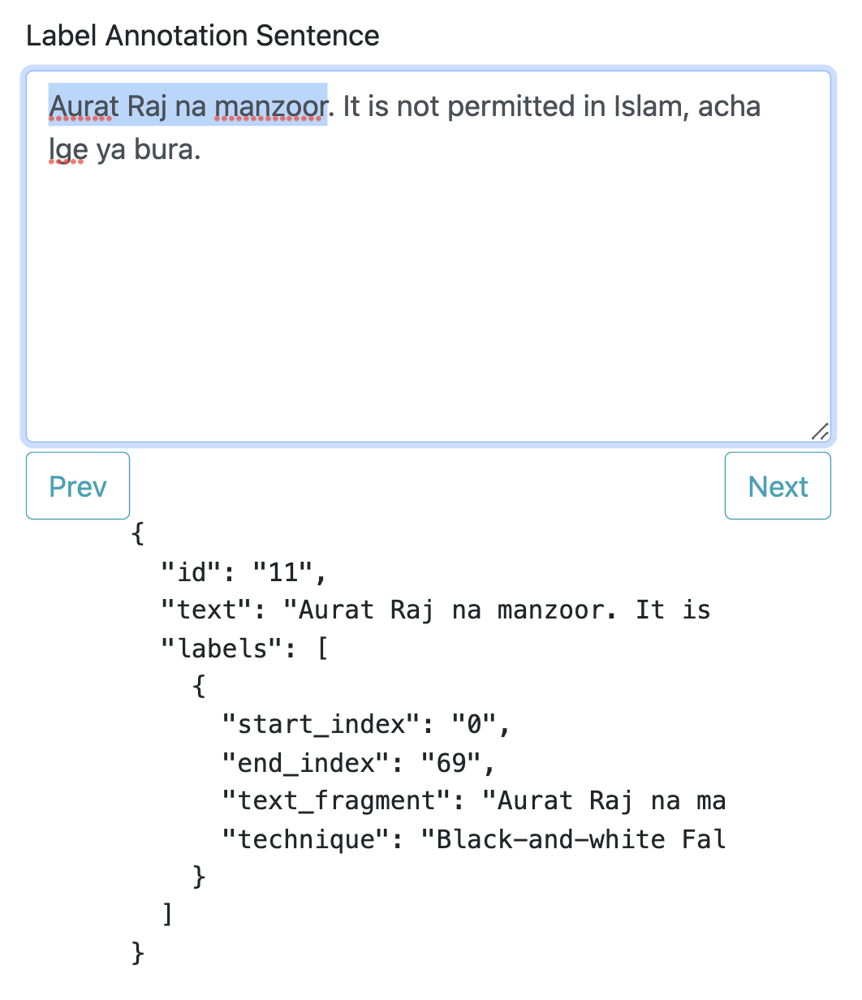 Label Annotation Sentence
Aurat Raj na manzoor. It is not permitted in Islam, acha
lge ya bura.
Prev Next
{
"id": "11",
"text": "Aurat Raj na manzoor. It is
"labels": [
{
"start_index": "0",
"end_index": "69",
"text_fragment": "Aurat Raj na ma
"technique": "Black-and-white Fal
}
]
}